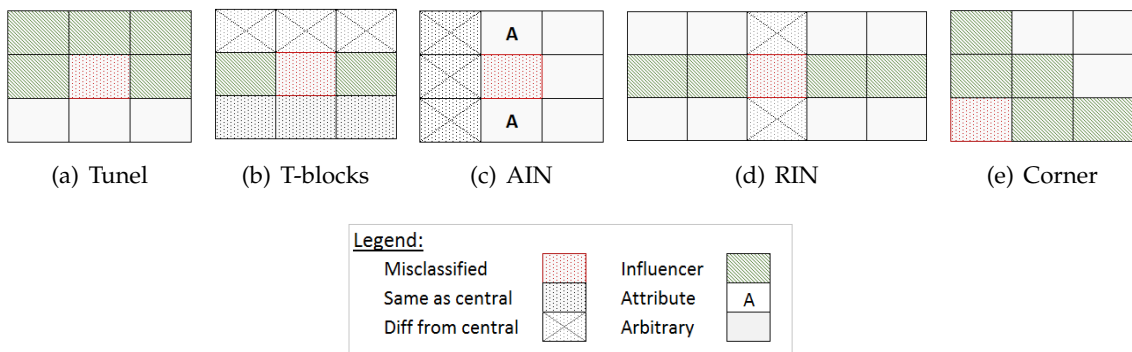 A
A
(a) Tunel
(b) T-blocks
(c) AIN
(d) RIN
(e) Corner
Legend:
Misclassified
Influencer
Same as central
Attribute
A
Diff from central
Arbitrary